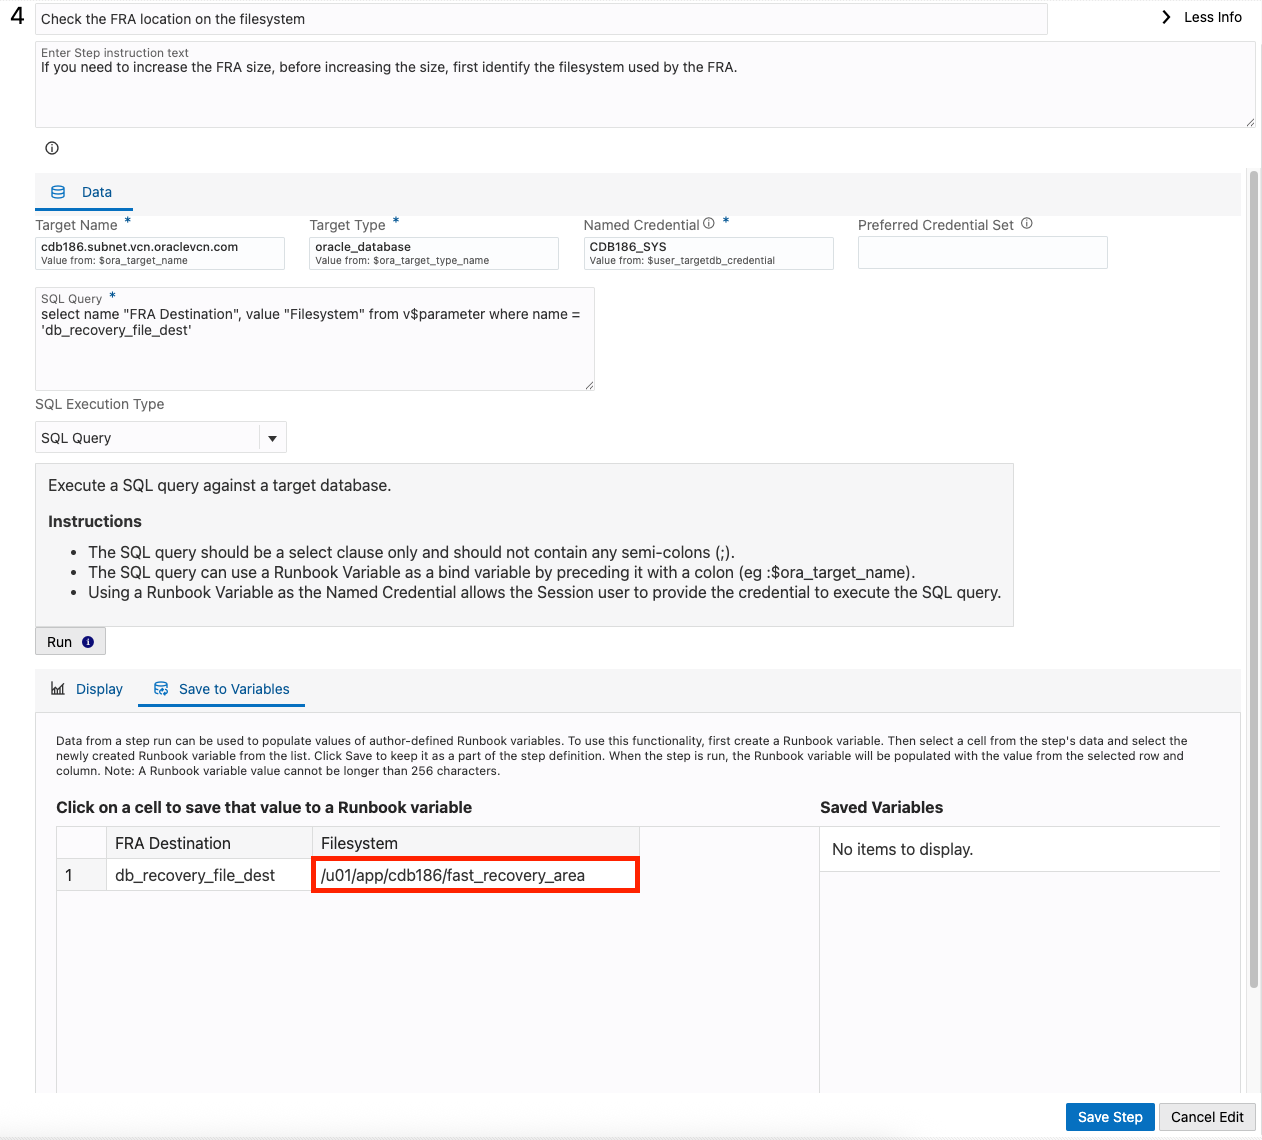 4
Check the FRA location on the filesystem
Less Info
Enter Step instruction text
If you need to increase the FRA size, before increasing the size, first identify the filesystem used by the FRA.
Data
Target Name *
Target Type *
Named Credential *
Preferred Credential Set
cdb186.subnet.vcn.oraclevcn.com
Value from: $ora_target_name
oracle_database
Value from: $ora_target_type_name
CDB186_SYS
Value from: $user_targetdb_credential
SQL Query *
select name "FRA Destination", value "Filesystem" from v$parameter where name =
'db_recovery_file_dest'
SQL Execution Type
SQL Query
Execute a SQL query against a target database.
Instructions
• The SQL query should be a select clause only and should not contain any semi-colons (;).
• The SQL query can use a Runbook Variable as a bind variable by preceding it with a colon (eg :$ora_target_name).
• Using a Runbook Variable as the Named Credential allows the Session user to provide the credential to execute the SQL query.
Run
Display
Save to Variables
Data from a step run can be used to populate values of author-defined Runbook variables. To use this functionality, first create a Runbook variable. Then select a cell from the step's data and select the
newly created Runbook variable from the list. Click Save to keep it as a part of the step definition. When the step is run, the Runbook variable will be populated with the value from the selected row and
column. Note: A Runbook variable value cannot be longer than 256 characters.
Click on a cell to save that value to a Runbook variable
Saved Variables
FRA Destination
Filesystem
No items to display.
1
db_recovery_file_dest
/u01/app/cdb186/fast_recovery_area
Save Step
Cancel Edit